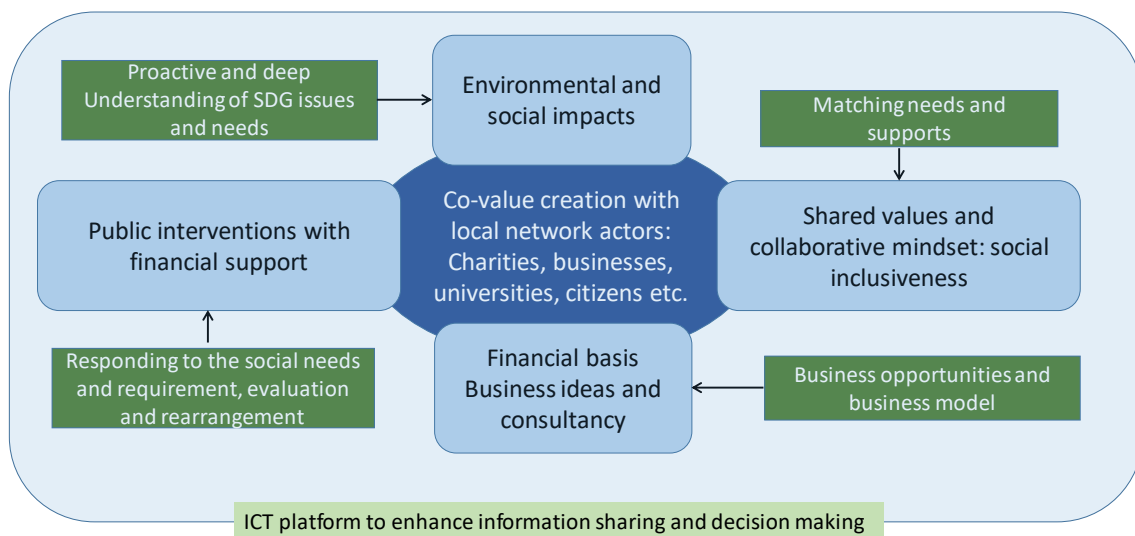 Proactive and deep
Understanding of SDG issues
and needs
Environmental and
social impacts
Matching needs and
supports
Public interventions with
financial support
Co-value creation with
local network actors:
Charities, businesses,
universities, citizens etc.
Shared values and
collaborative mindset: social
inclusiveness
Responding to the social needs
and requirement, evaluation
and rearrangement
Financial basis
Business ideas and
consultancy
Business opportunities and
business model
ICT platform to enhance information sharing and decision making